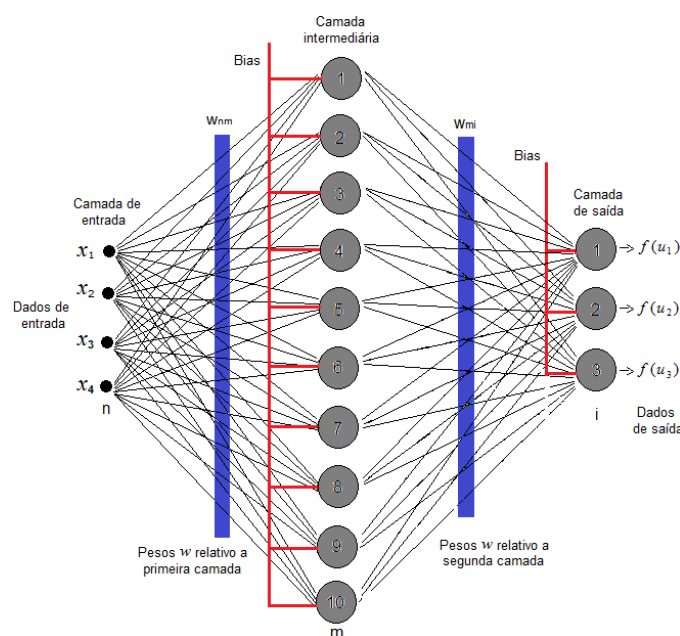 Camada
intermediária
Bias
1
wnm
2
wmi
3
Bias
Camada de
entrada
Camada
de saída
x1
4
1
f(u1)
x2
Dados de
entrada
5
2
f(u2)
x3
6
3
f(u3)
x4
n
i
Dados
de saída
7
8
9
Pesos w relativo a
primeira camada
Pesos w relativo a
segunda camada
10
m